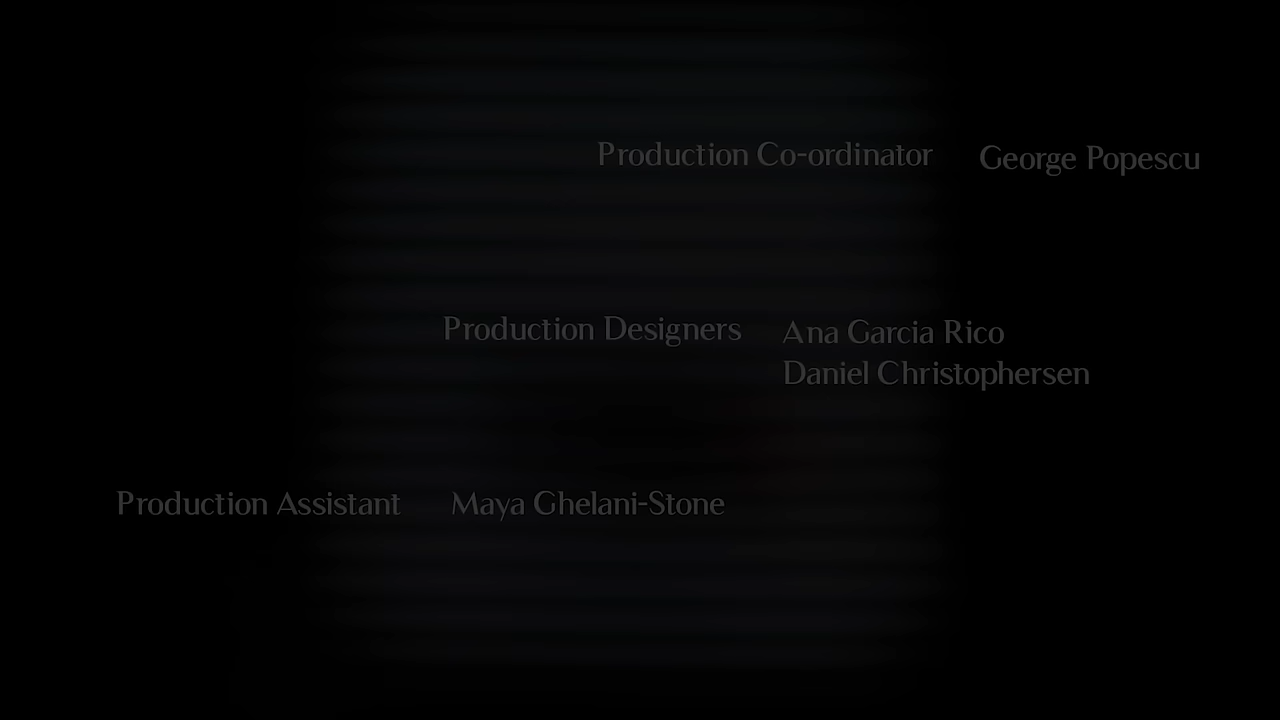 Production Co-ordinator George Popescu
Production Designers Ana Garcia Rico
Daniel Christophersen
Production Assistant Maya Ghelani-Stone